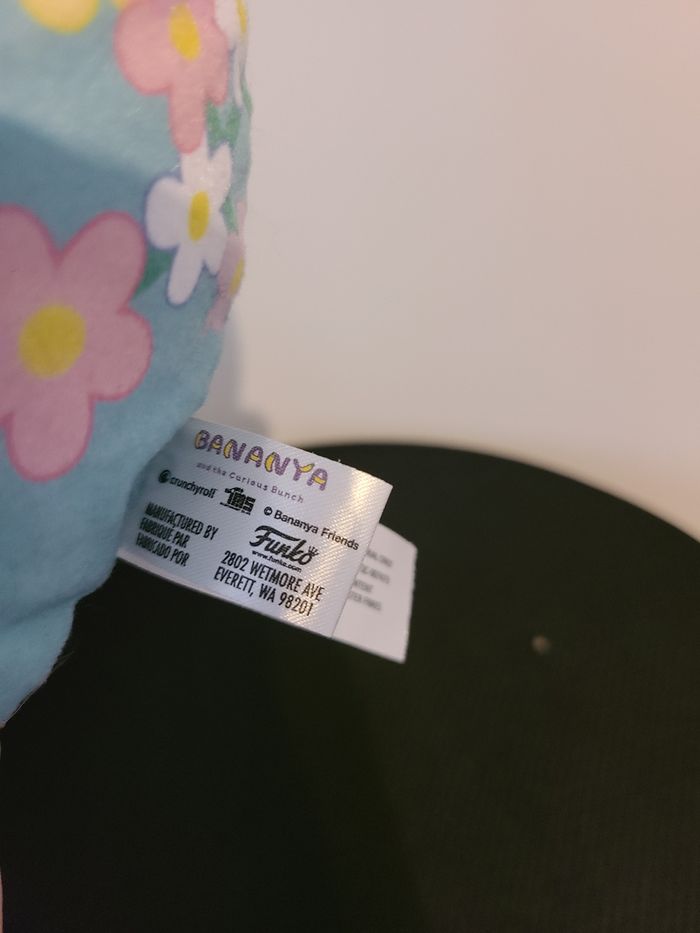 BANANYA
and the Curious Bunch
crunchyroll TMS © Bananya Friends
MANUFACTURED BY
FABRIQUÉ PAR
FABRICADO POR
Funko
www.funko.com
2802 WETMORE AVE
EVERETT, WA 98201